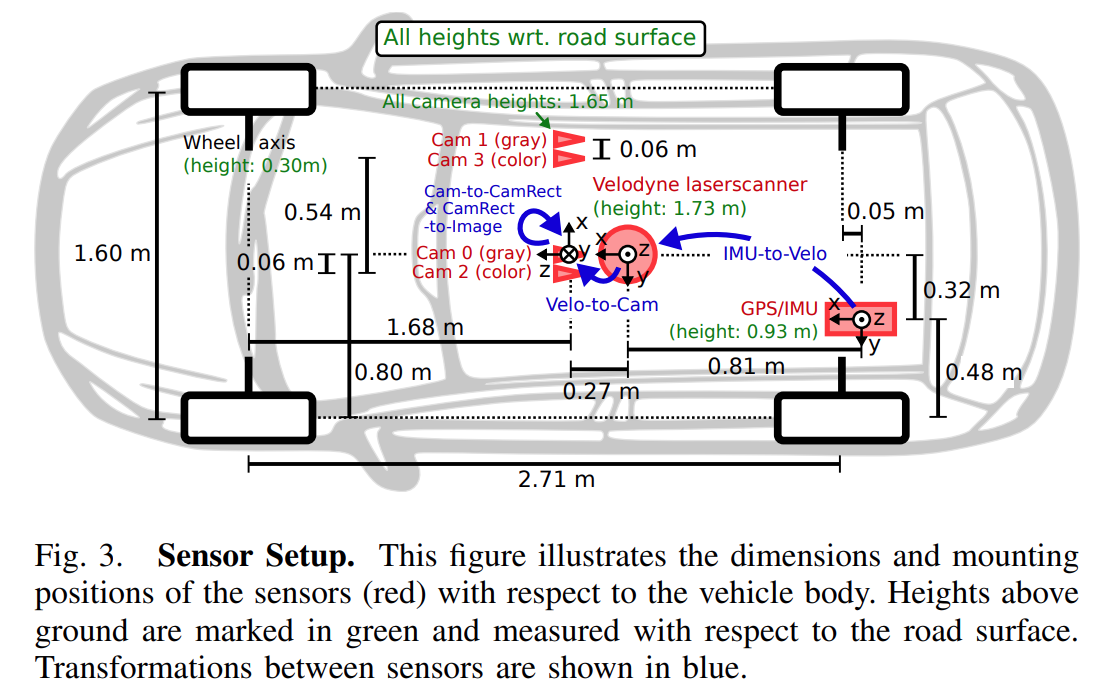 All heights wrt. road surface
All camera heights: 1.65 m
Cam 1 (gray)
Cam 3 (color)
0.06 m
Wheel axis
(height: 0.30m)
Velodyne laserscanner
(height: 1.73 m)
Cam-to-CamRect
& CamRect
-to-Image
0.54 m
0.05 m
x
x
1.60 m
0.06 m
Cam 0 (gray)
Cam 2 (color)
z
y
z
y
IMU-to-Velo
Velo-to-Cam
0.32 m
GPS/IMU
(height: 0.93 m)
x
z
y
1.68 m
0.80 m
0.27 m
0.81 m
0.48 m
2.71 m
Fig. 3. Sensor Setup. This figure illustrates the dimensions and mounting
positions of the sensors (red) with respect to the vehicle body. Heights above
ground are marked in green and measured with respect to the road surface.
Transformations between sensors are shown in blue.